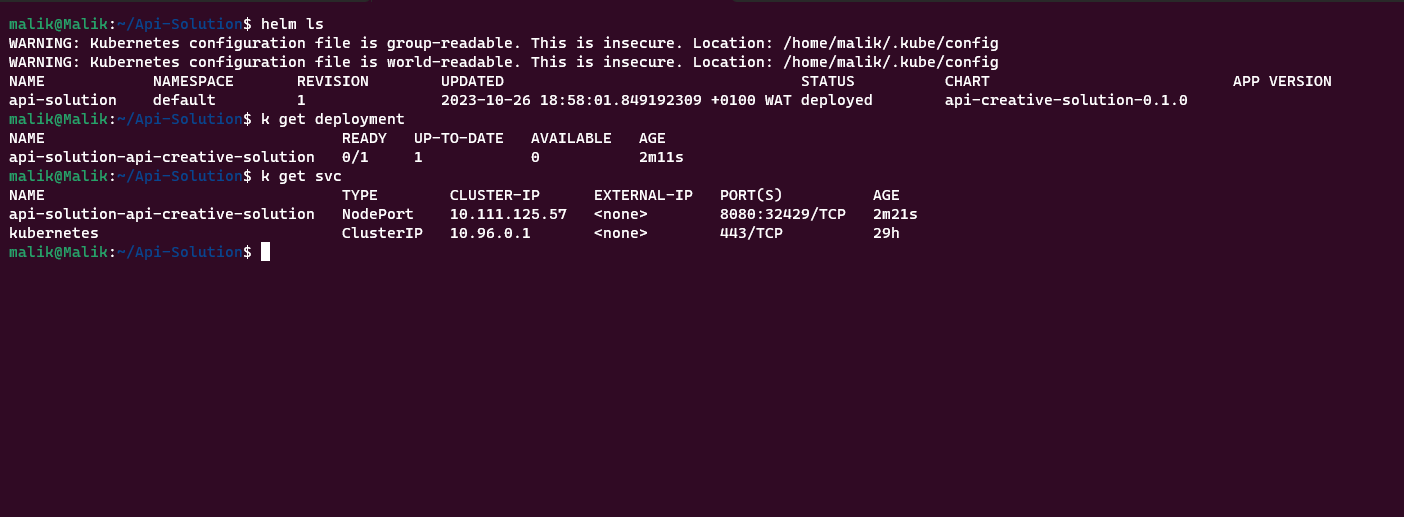 malik@Malik:~/Api-Solution$ helm ls
WARNING: Kubernetes configuration file is group-readable. This is insecure. Location: /home/malik/.kube/config
WARNING: Kubernetes configuration file is world-readable. This is insecure. Location: /home/malik/.kube/config
NAME            NAMESPACE       REVISION        UPDATED                                 STATUS          CHART                           APP VERSION
api-solution    default         1               2023-10-26 18:58:01.849192309 +0100 WAT deployed        api-creative-solution-0.1.0
malik@Malik:~/Api-Solution$ k get deployment
NAME                                 READY   UP-TO-DATE   AVAILABLE   AGE
api-solution-api-creative-solution   0/1     1            0           2m11s
malik@Malik:~/Api-Solution$ k get svc
NAME                                 TYPE        CLUSTER-IP      EXTERNAL-IP   PORT(S)          AGE
api-solution-api-creative-solution   NodePort    10.111.125.57   <none>        8080:32429/TCP   2m21s
kubernetes                           ClusterIP   10.96.0.1       <none>        443/TCP          29h
malik@Malik:~/Api-Solution$